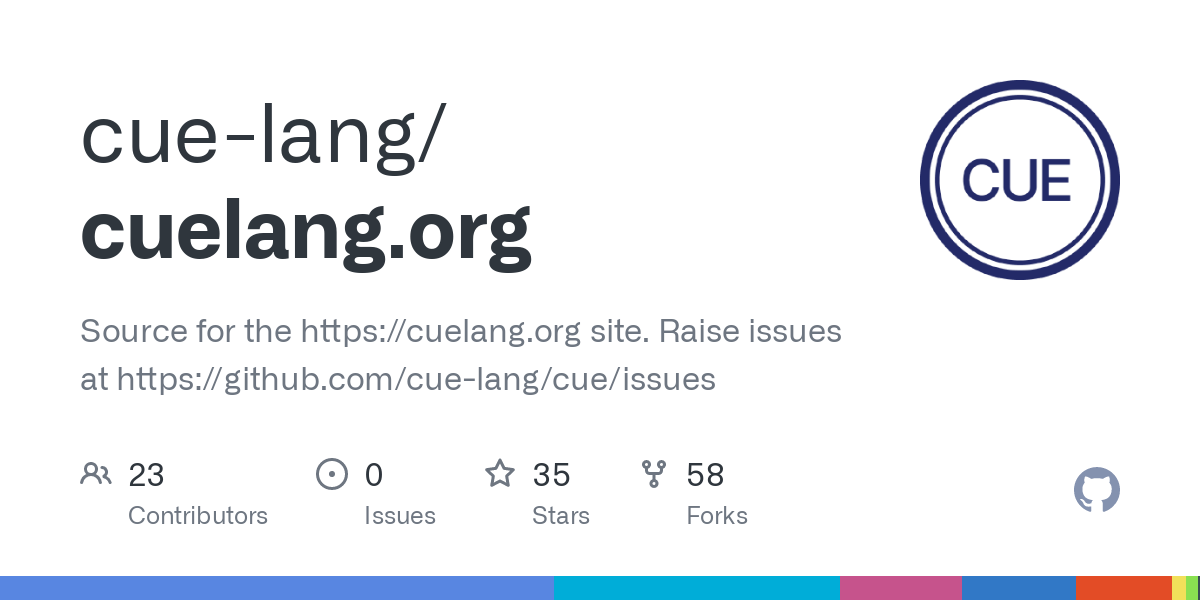 cue-lang/
cuelang.org
CUE
Source for the https://cuelang.org site. Raise issues
at https://github.com/cue-lang/cue/issues
23
Contributors
0
Issues
35
Stars
58
Forks